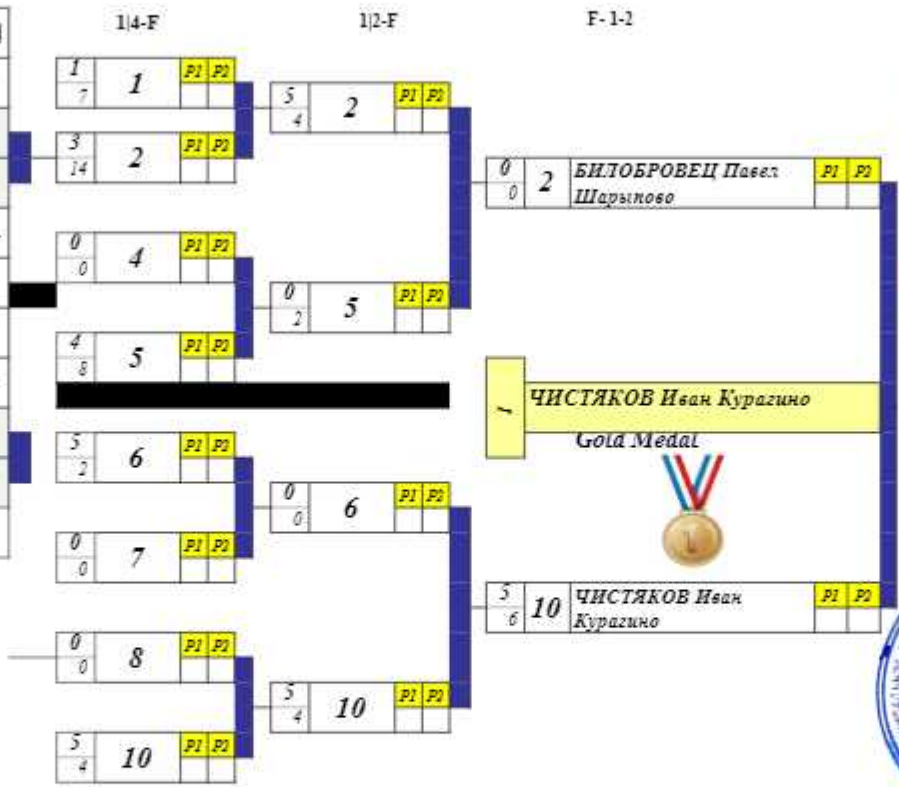 1|4-F 1|2-F F- 1-2
1 7 1 P1 P2
5 4 2 P1 P2
3 14 2 P1 P2
0 0 2 БИЛОБРОВЕЦ Павел P1 P2
Шарыпово
0 0 4 P1 P2
0 2 5 P1 P2
4 8 5 P1 P2
1 ЧИСТЯКОВ Иван Курагино
Gold Medal
5 2 6 P1 P2
0 0 6 P1 P2
0 0 7 P1 P2
1
5 6 10 ЧИСТЯКОВ Иван P1 P2
Курагино
0 0 8 P1 P2
5 4 10 P1 P2
5 4 10 P1 P2